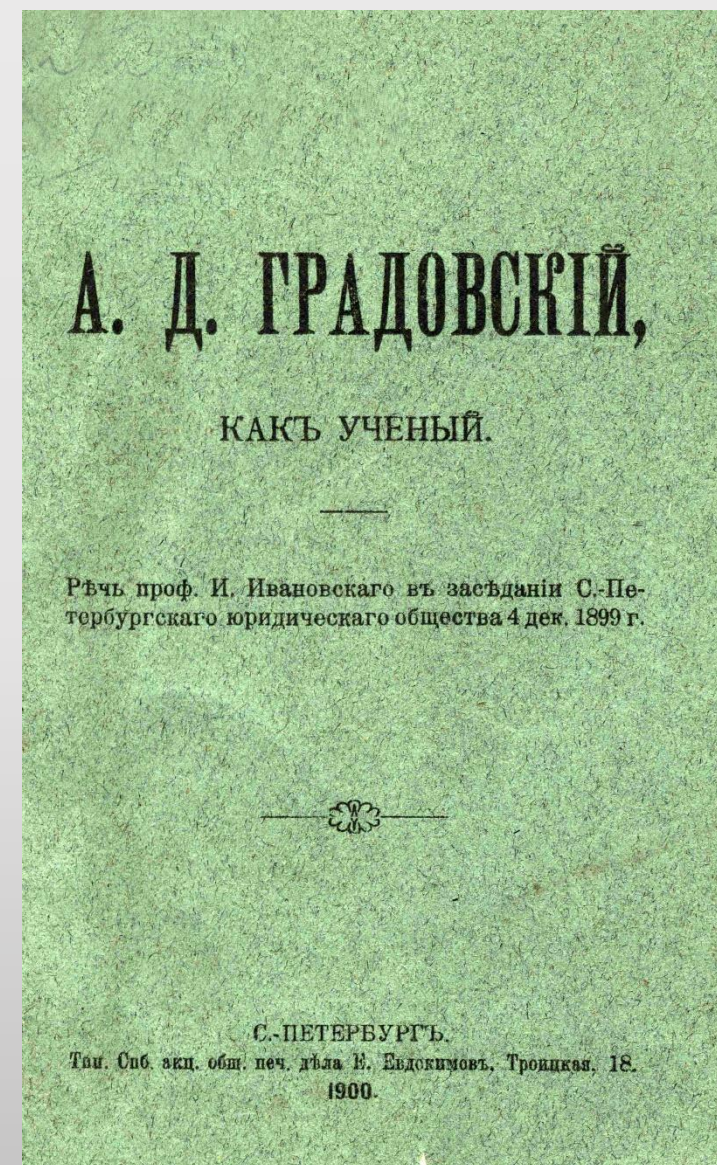 А. Д. ГРАДОВСКІЙ,
КАКЪ УЧЕНЫЙ.
Рѣчь проф. И. Ивановскаго въ засѣданіи С.-Пе-
тербургскаго юридическаго общества 4 дек. 1899 г.
С.-ПЕТЕРБУРГЪ.
Тип. Спб. акц. общ. печ. дѣла Е. Евдокимовъ. Троицкая, 18.
1900.